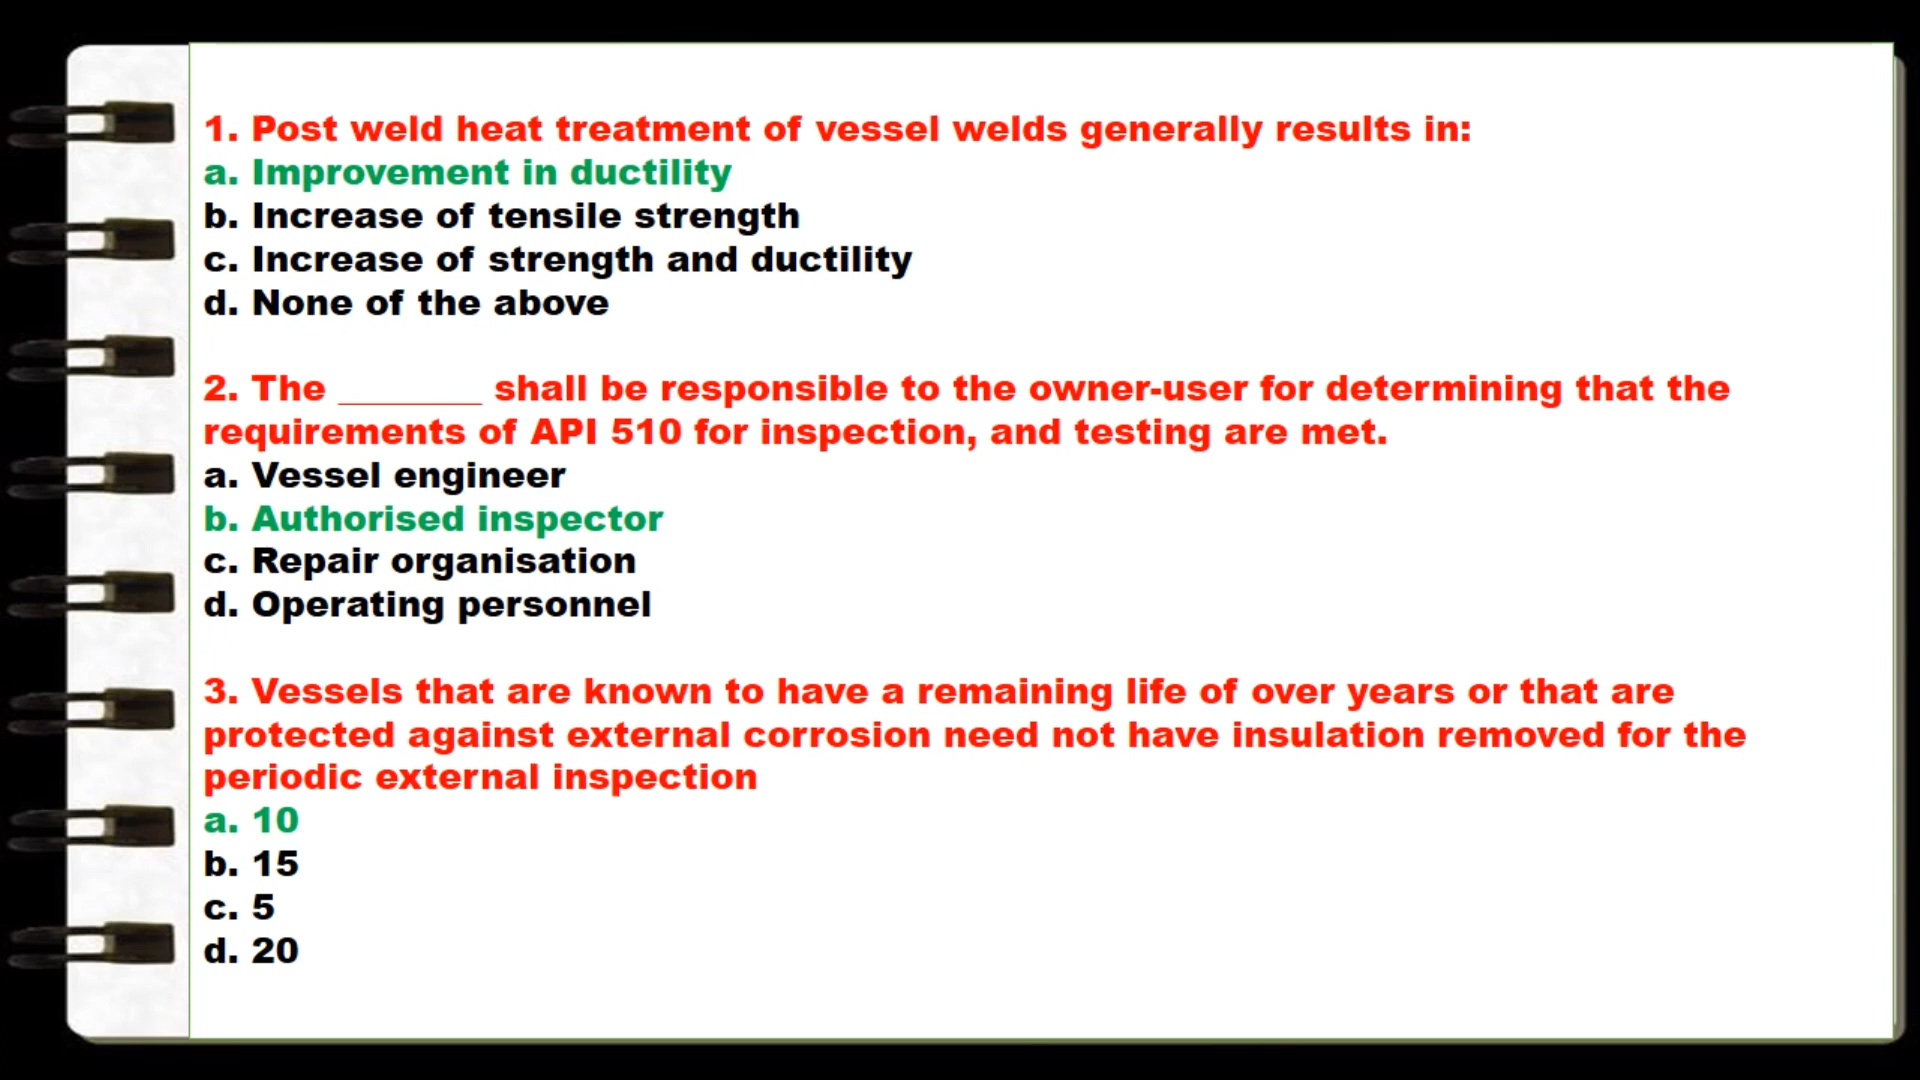 1. Post weld heat treatment of vessel welds generally results in:
a. Improvement in ductility
b. Increase of tensile strength
c. Increase of strength and ductility
d. None of the above
2. The ________ shall be responsible to the owner-user for determining that the
requirements of API 510 for inspection, and testing are met.
a. Vessel engineer
b. Authorised inspector
c. Repair organisation
d. Operating personnel
3. Vessels that are known to have a remaining life of over years or that are
protected against external corrosion need not have insulation removed for the
periodic external inspection
a. 10
b. 15
c. 5
d. 20